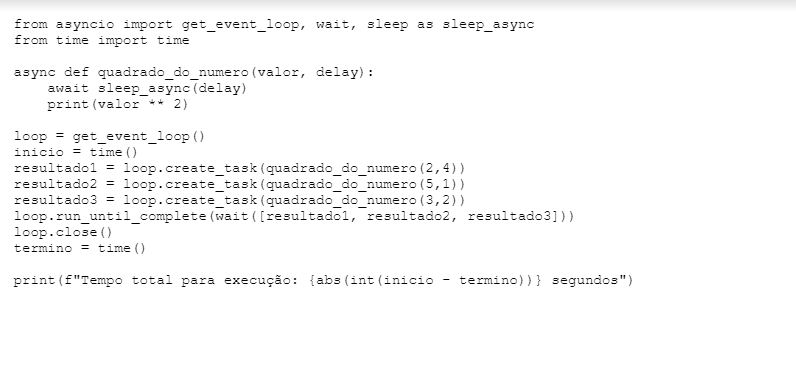 from asyncio import get_event_loop, wait, sleep as sleep_async
from time import time

async def quadrado_do_numero(valor, delay):
    await sleep_async(delay)
    print(valor ** 2)

loop = get_event_loop()
inicio = time()
resultado1 = loop.create_task(quadrado_do_numero(2,4))
resultado2 = loop.create_task(quadrado_do_numero(5,1))
resultado3 = loop.create_task(quadrado_do_numero(3,2))
loop.run_until_complete(wait([resultado1, resultado2, resultado3]))
loop.close()
termino = time()

print(f"Tempo total para execução: {abs(int(inicio - termino))} segundos")